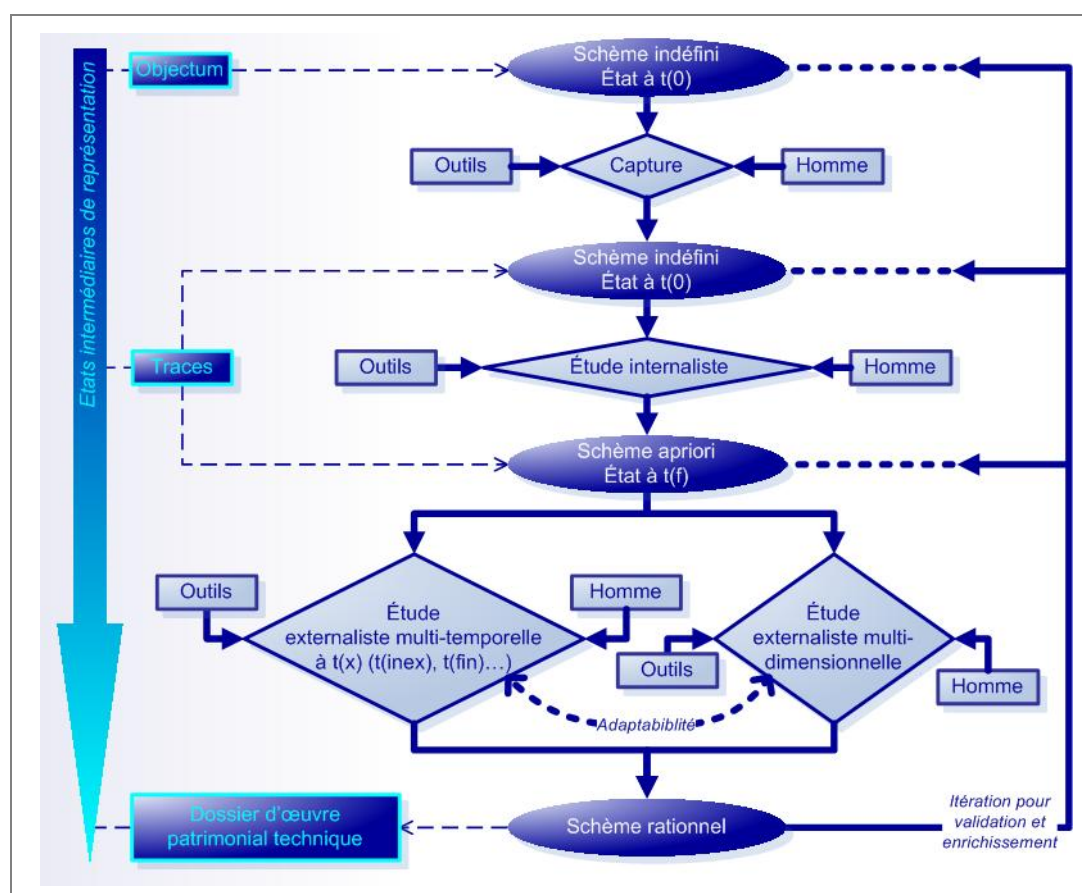 Etats intermédiaires de représentation
Objectum
Schème indéfini
État à t(0)
Outils
Capture
Homme
Schème indéfini
État à t(0)
Traces
Outils
Étude internaliste
Homme
Schème apriori
État à t(f)
Outils
Étude
externaliste multi-temporelle
à t(x) (t(inex), t(fin)…)
Homme
Outils
Étude
externaliste multi-
dimensionnelle
Homme
Adaptabiblité
Dossier d’œuvre
patrimonial technique
Schème rationnel
Itération pour
validation et
enrichissement